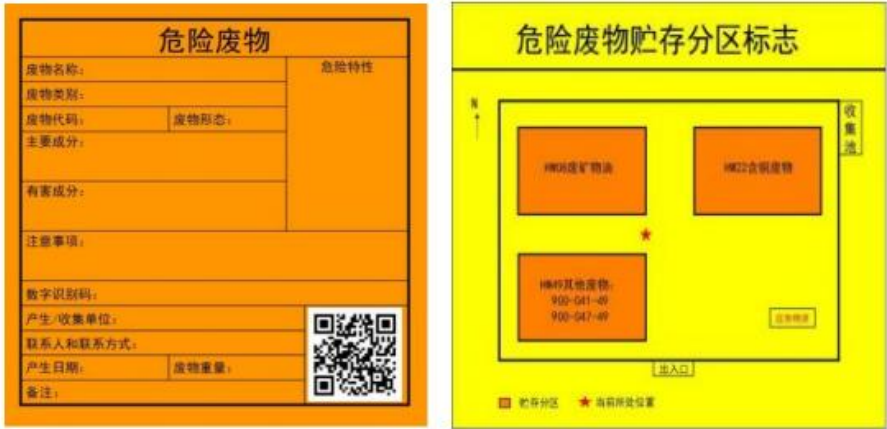 危险废物
废物名称：
危险特性
废物类别：
废物代码：
废物形态：
主要成分：
有害成分：
注意事项：
数字识别码：
产生/收集单位：
联系人和联系方式：
产生日期：
废物重量：
备注：
危险废物贮存分区标志
N
收集池
HW08废矿物油
HW22含铜废物
HW49其他废物：
900-041-49
900-047-49
出入口
贮存分区
当前所处位置